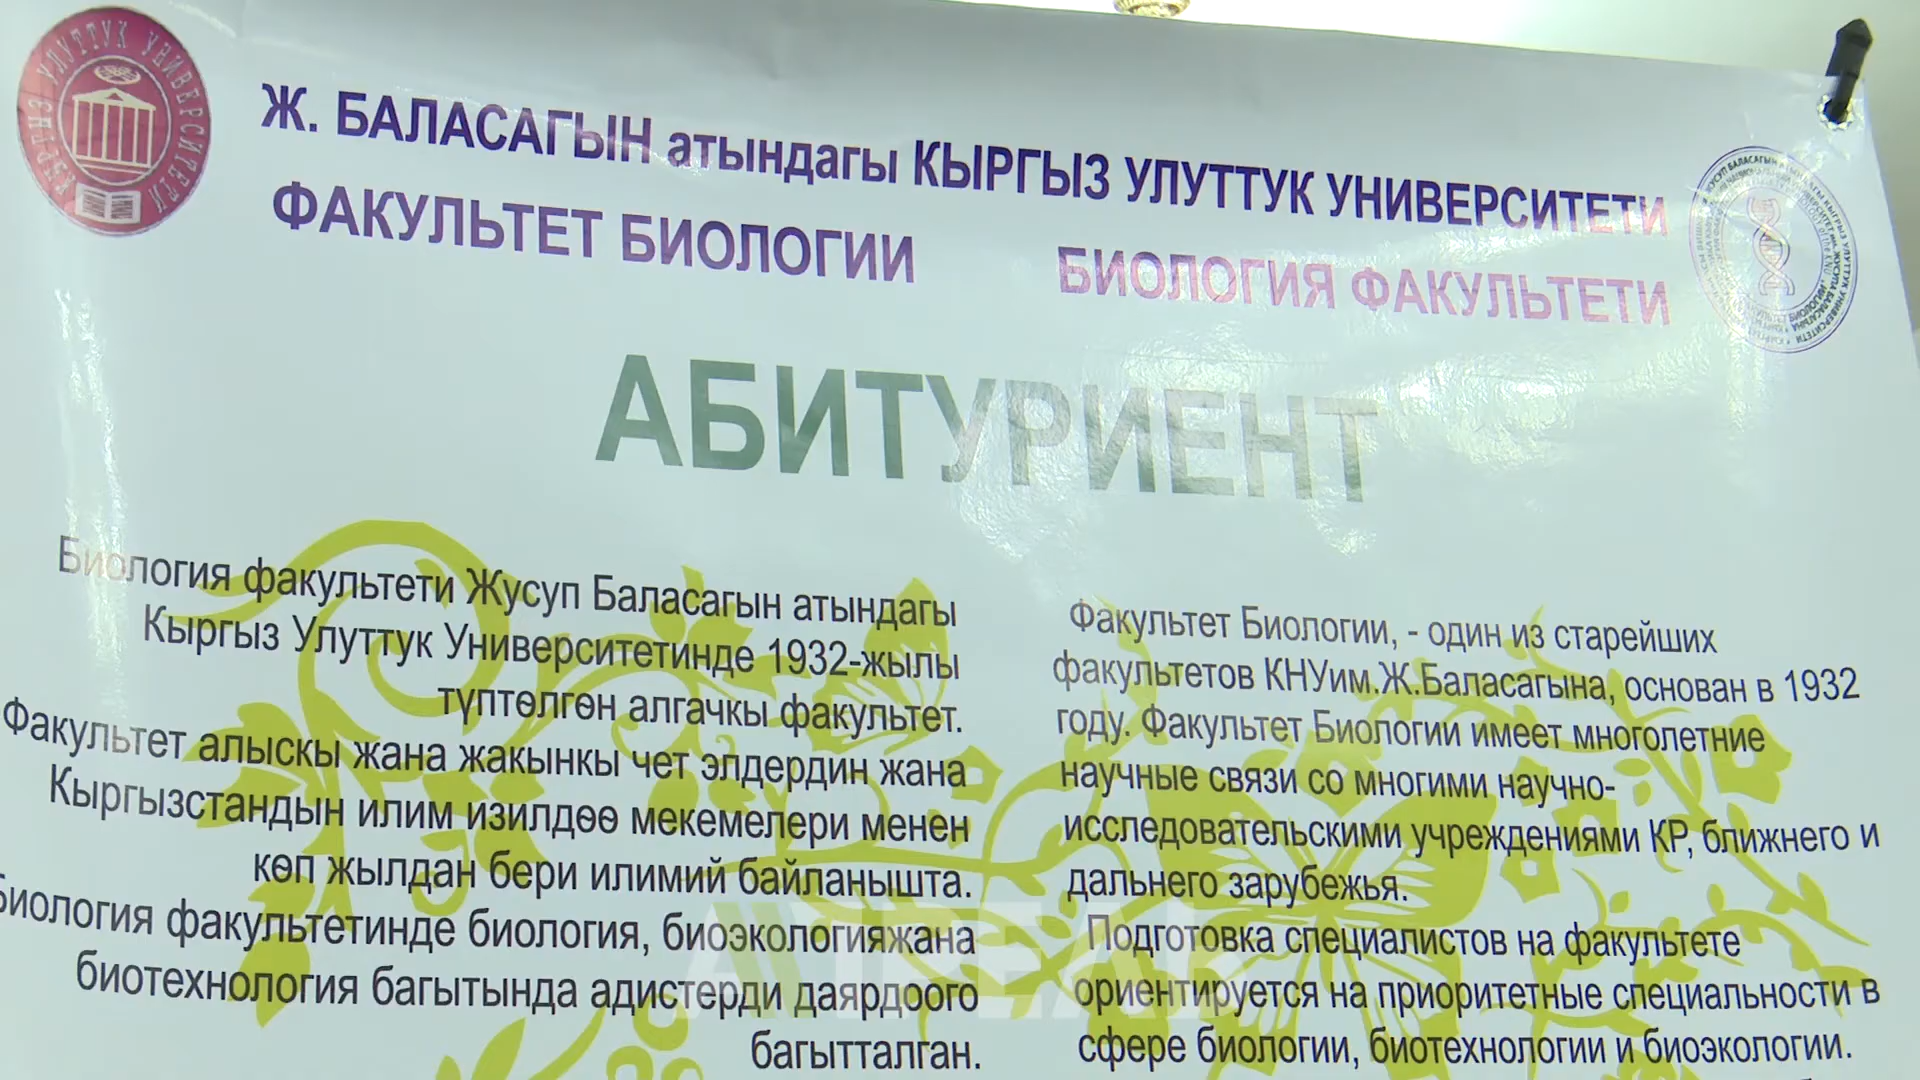 КЫРГЫЗ УЛУТТУК УНИВЕРСИТЕТИ
Ж. БАЛАСАГЫН атындагы КЫРГЫЗ УЛУТТУК УНИВЕРСИТЕТИ
ФАКУЛЬТЕТ БИОЛОГИИ
БИОЛОГИЯ ФАКУЛЬТЕТИ
АБИТУРИЕНТ
Биология факультети Жусуп Баласагын атындагы
Кыргыз Улуттук Университетинде 1932-жылы
түптөлгөн алгачкы факультет.
Факультет алыскы жана жакынкы чет элдердин жана
Кыргызстандын илим изилдөө мекемелери менен
көп жылдан бери илимий байланышта.
Биология факультетинде биология, биоэкологияжана
биотехнология багытында адистерди даярдоого
багытталган.
Факультет Биологии, - один из старейших
факультетов КНУим.Ж.Баласагына, основан в 1932
году. Факультет Биологии имеет многолетние
научные связи со многими научно-
исследовательскими учреждениями КР, ближнего и
дальнего зарубежья.
Подготовка специалистов на факультете
ориентируется на приоритетные специальности в
сфере биологии, биотехнологии и биоэкологии.
АПРЕЛЬ